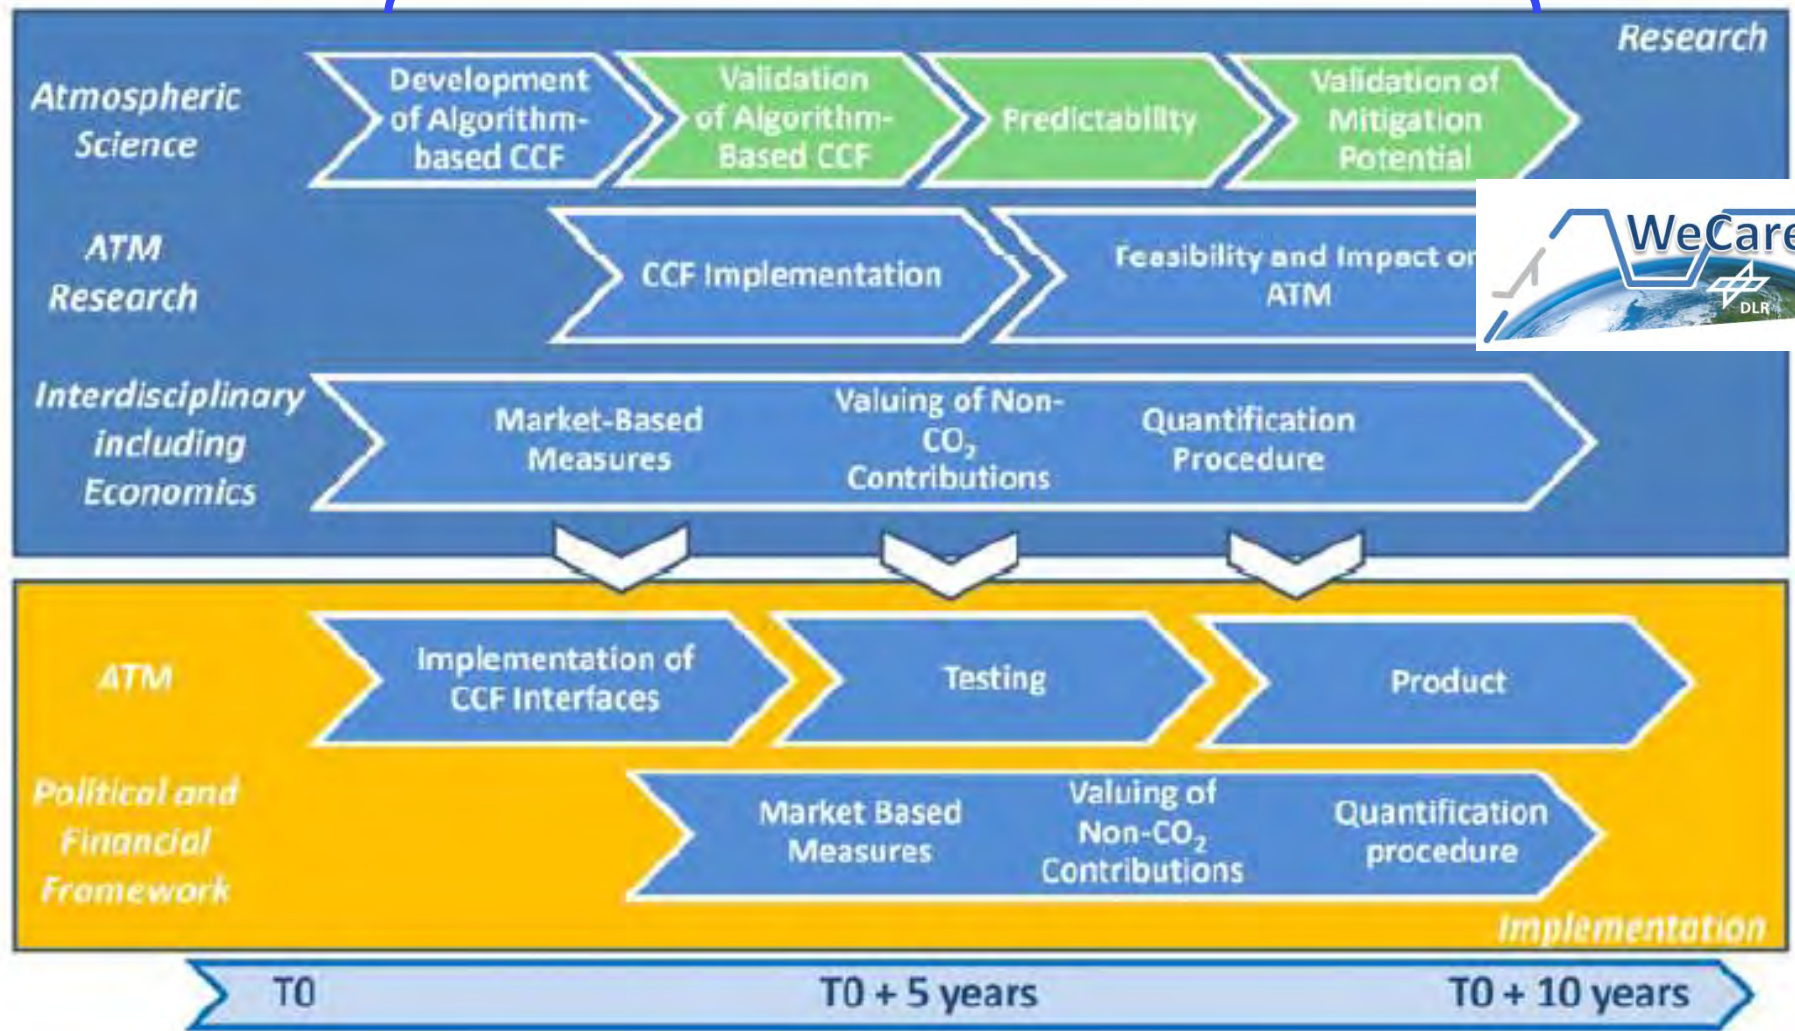 Research
Atmospheric
Science
Development
of Algorithm-
based CCF
Validation
of Algorithm-
Based CCF
Predictability
Validation of
Mitigation
Potential
ATM
Research
CCF Implementation
Feasibility and Impact on
ATM
WeCare
DLR
Interdisciplinary
including
Economics
Market-Based
Measures
Valuing of Non-
CO₂
Contributions
Quantification
Procedure
ATM
Implementation of
CCF Interfaces
Testing
Product
Political and
Financial
Framework
Market Based
Measures
Valuing of
Non-CO₂
Contributions
Quantification
procedure
Implementation
T0
T0 + 5 years
T0 + 10 years